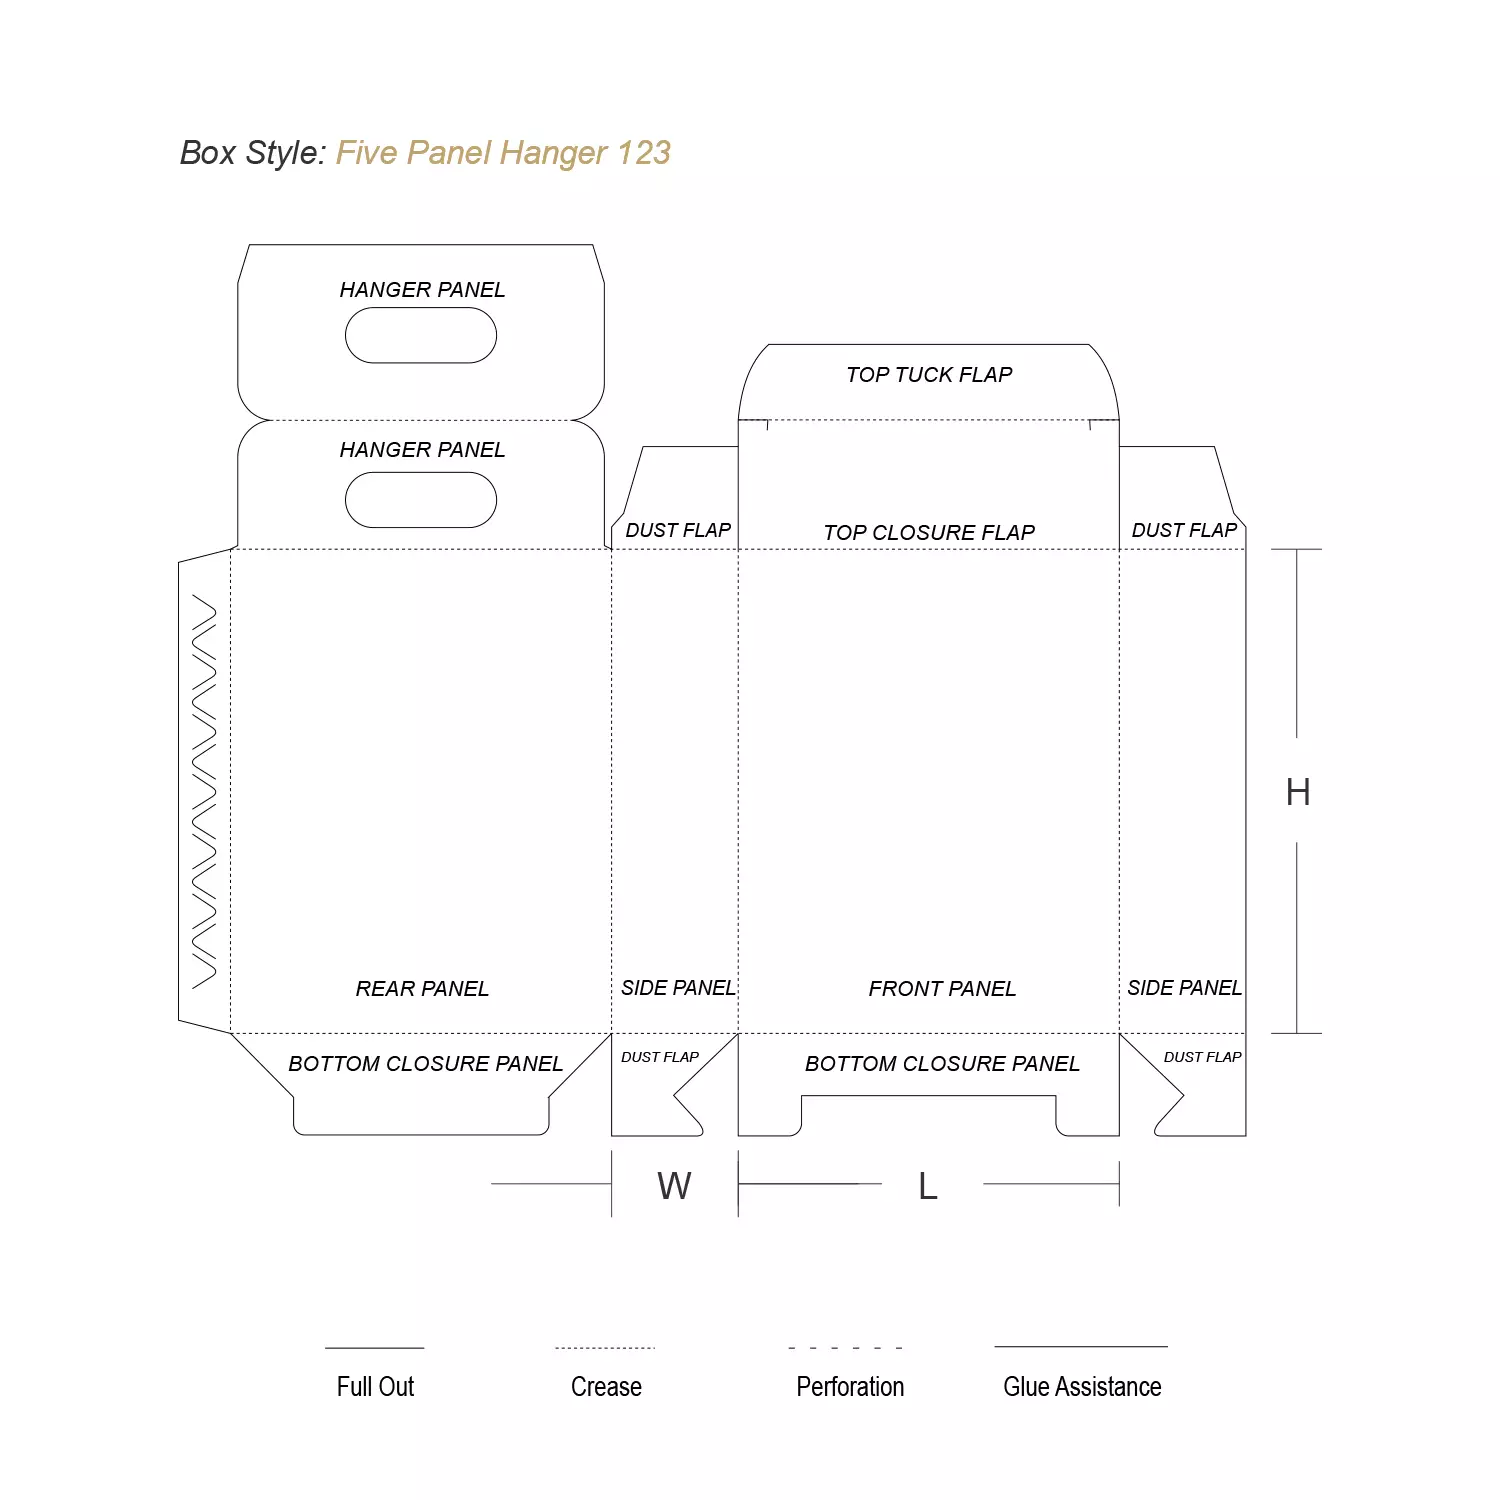 Box Style: Five Panel Hanger 123
HANGER PANEL
TOP TUCK FLAP
HANGER PANEL
DUST FLAP
TOP CLOSURE FLAP
DUST FLAP
H
REAR PANEL
SIDE PANEL
FRONT PANEL
SIDE PANEL
BOTTOM CLOSURE PANEL
DUST FLAP
BOTTOM CLOSURE PANEL
DUST FLAP
W
L
Full Out
Crease
Perforation
Glue Assistance